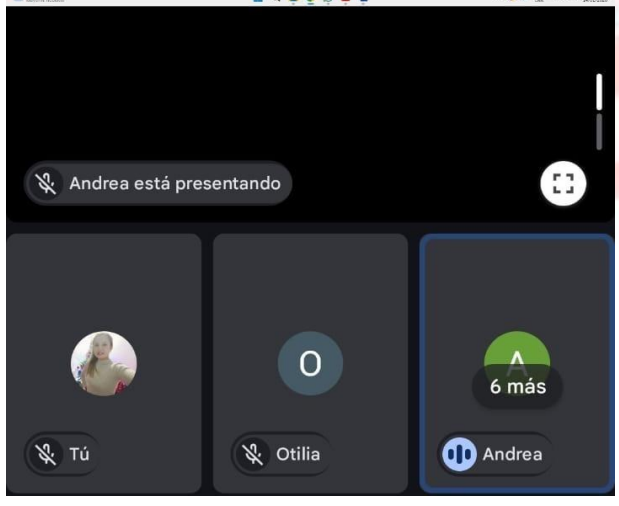 Andrea está presentando
O
A
6 más
Tú
Otilia
Andrea